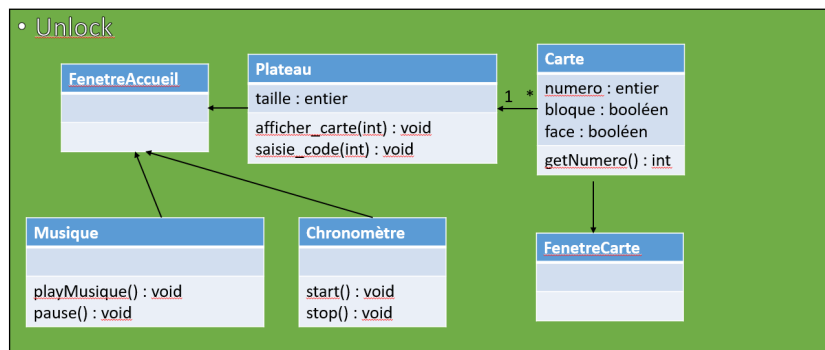 • Unlock
FenetreAccueil
Plateau
taille : entier
afficher_carte(int) : void
saisie_code(int) : void
1 *
Carte
numero : entier
bloque : booléen
face : booléen
getNumero() : int
Musique
playMusique() : void
pause() : void
Chronomètre
start() : void
stop() : void
FenetreCarte